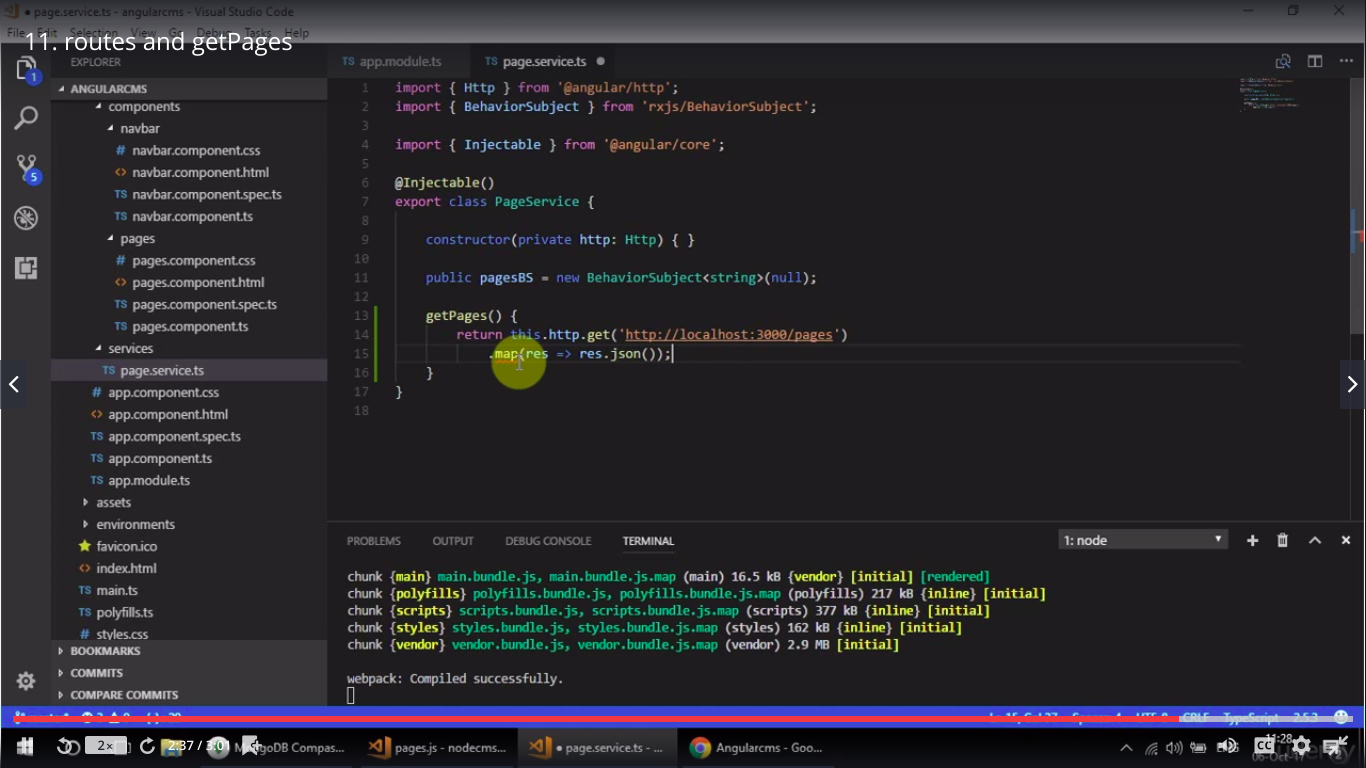 page.service.ts - angularcms - Visual Studio Code
File Edit Selection View Go Debug Tasks Help
11. routes and getPages
EXPLORER
ANGULARCMS
components
navbar
# navbar.component.css
<> navbar.component.html
TS navbar.component.spec.ts
TS navbar.component.ts
pages
# pages.component.css
<> pages.component.html
TS pages.component.spec.ts
TS pages.component.ts
services
TS page.service.ts
# app.component.css
<> app.component.html
TS app.component.spec.ts
TS app.component.ts
TS app.module.ts
assets
environments
favicon.ico
<> index.html
TS main.ts
TS polyfills.ts
# styles.css
BOOKMARKS
COMMITS
COMPARE COMMITS
1
5
TS app.module.ts TS page.service.ts
1 import { Http } from '@angular/http';
2 import { BehaviorSubject } from 'rxjs/BehaviorSubject';
3
4 import { Injectable } from '@angular/core';
5
6 @Injectable()
7 export class PageService {
8
9 constructor(private http: Http) { }
10
11 public pagesBS = new BehaviorSubject<string>(null);
12
13 getPages() {
14 return this.http.get('http://localhost:3000/pages')
15 .map(res => res.json());
16 }
17 }
18
PROBLEMS OUTPUT DEBUG CONSOLE TERMINAL 1: node
chunk {main} main.bundle.js, main.bundle.js.map (main) 16.5 kB {vendor} [initial] [rendered]
chunk {polyfills} polyfills.bundle.js, polyfills.bundle.js.map (polyfills) 217 kB {inline} [initial]
chunk {scripts} scripts.bundle.js, scripts.bundle.js.map (scripts) 377 kB {inline} [initial]
chunk {styles} styles.bundle.js, styles.bundle.js.map (styles) 162 kB {inline} [initial]
chunk {vendor} vendor.bundle.js, vendor.bundle.js.map (vendor) 2.9 MB [initial]
webpack: Compiled successfully.
CRLF TypeScript 2.5.3
2x 2:37 / 3:01 MongoDB Compas... pages.js - nodecms... page.service.ts - ... Angularcms - Goo... CC 11:28
06-Oct-17